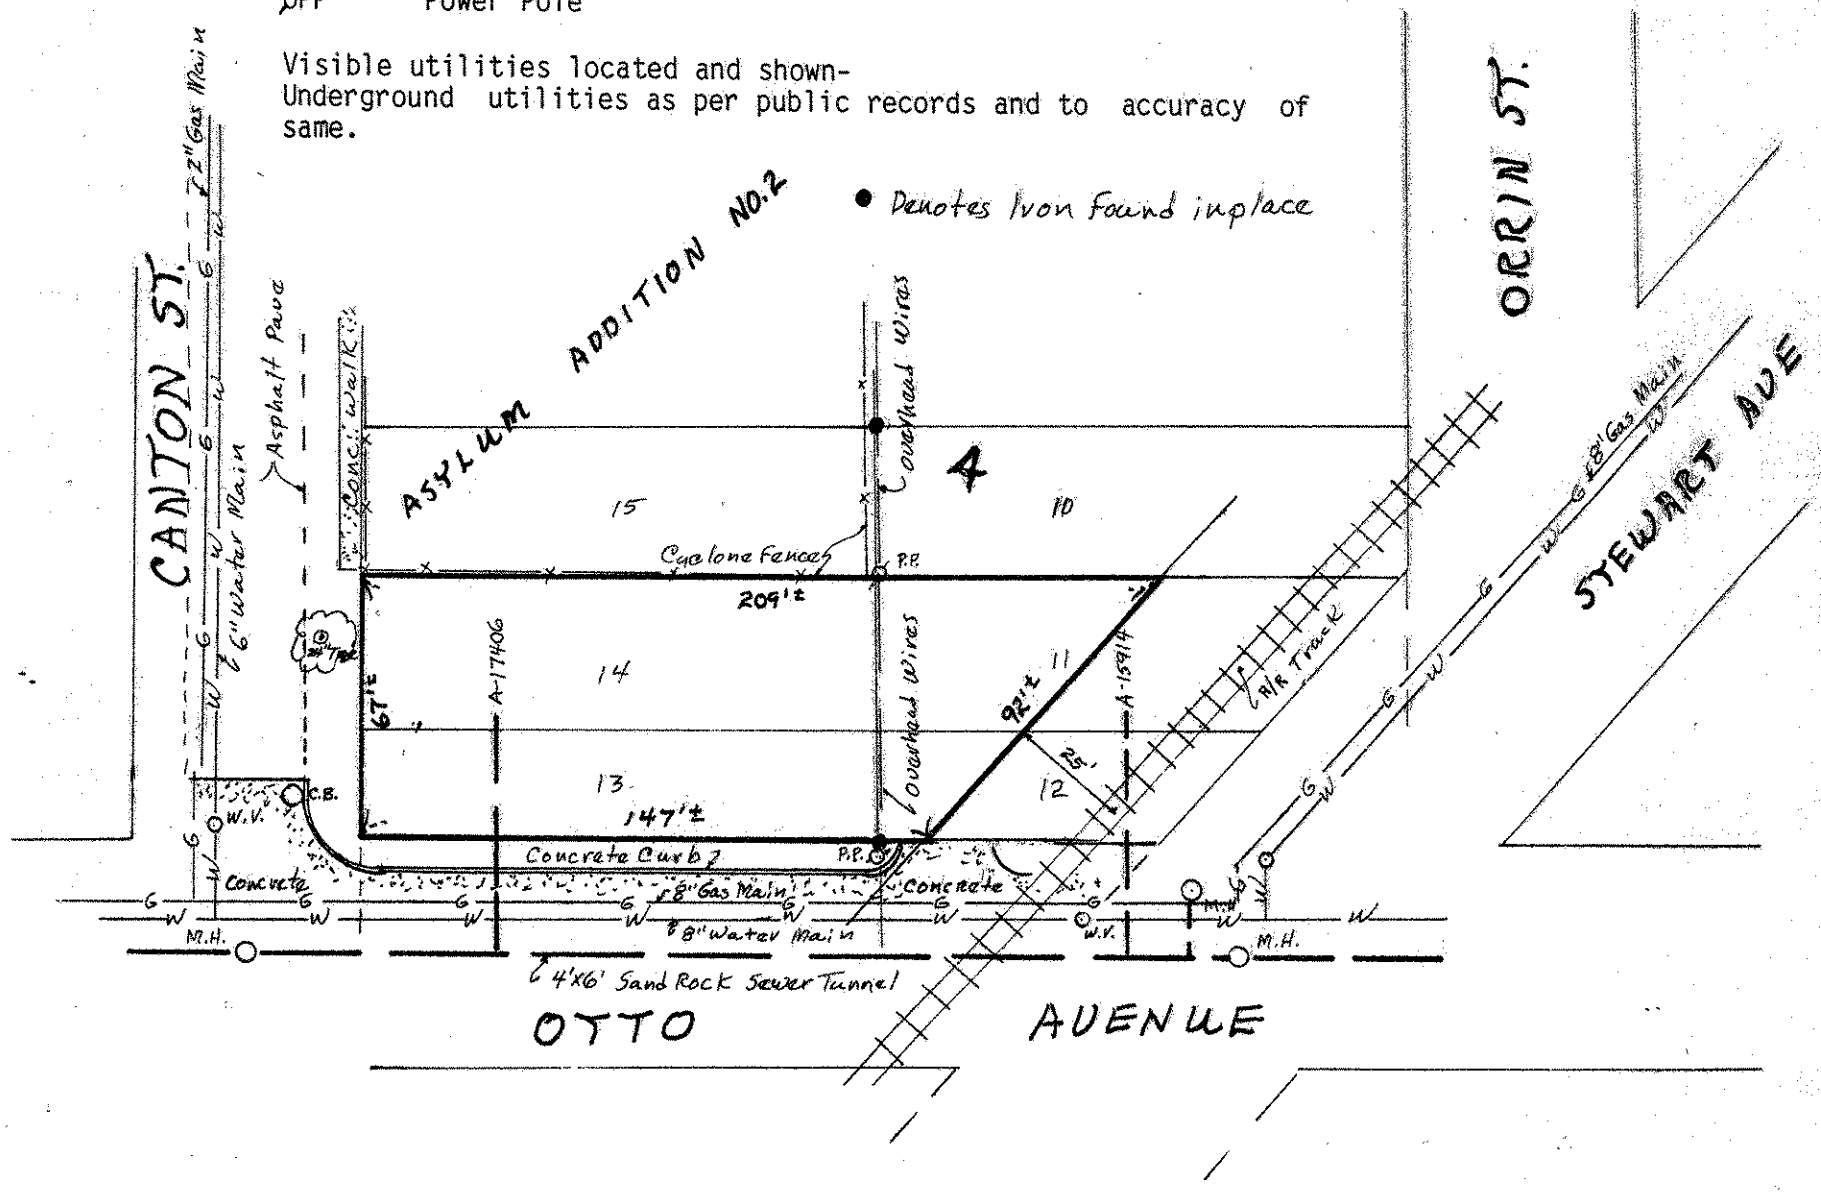 OPP Power Pole
Visible utilities located and shown-
Underground utilities as per public records and to accuracy of
same.
● Denotes Iron Found inplace
ASYLUM ADDITION NO.2
CANTON ST.
ORRIN ST.
STEWART AVE
2" Gas Main
6" Water Main
Asphalt Pave
Conc. Walk
Overhead Wires
4
15
10
Cyclone Fences
P.P.
209'±
A-17406
Overhead Wires
14
11
A-15914
R/R Track
8" Gas Main
67'±
92'±
25'
13
12
147'±
C.B.
W.V.
Concrete Curb
P.P.
Concrete
8" Gas Main
Concrete
8" Water Main
W.V.
M.H.
M.H.
M.H.
4'x6' Sand Rock Sewer Tunnel
OTTO AVENUE
G
W